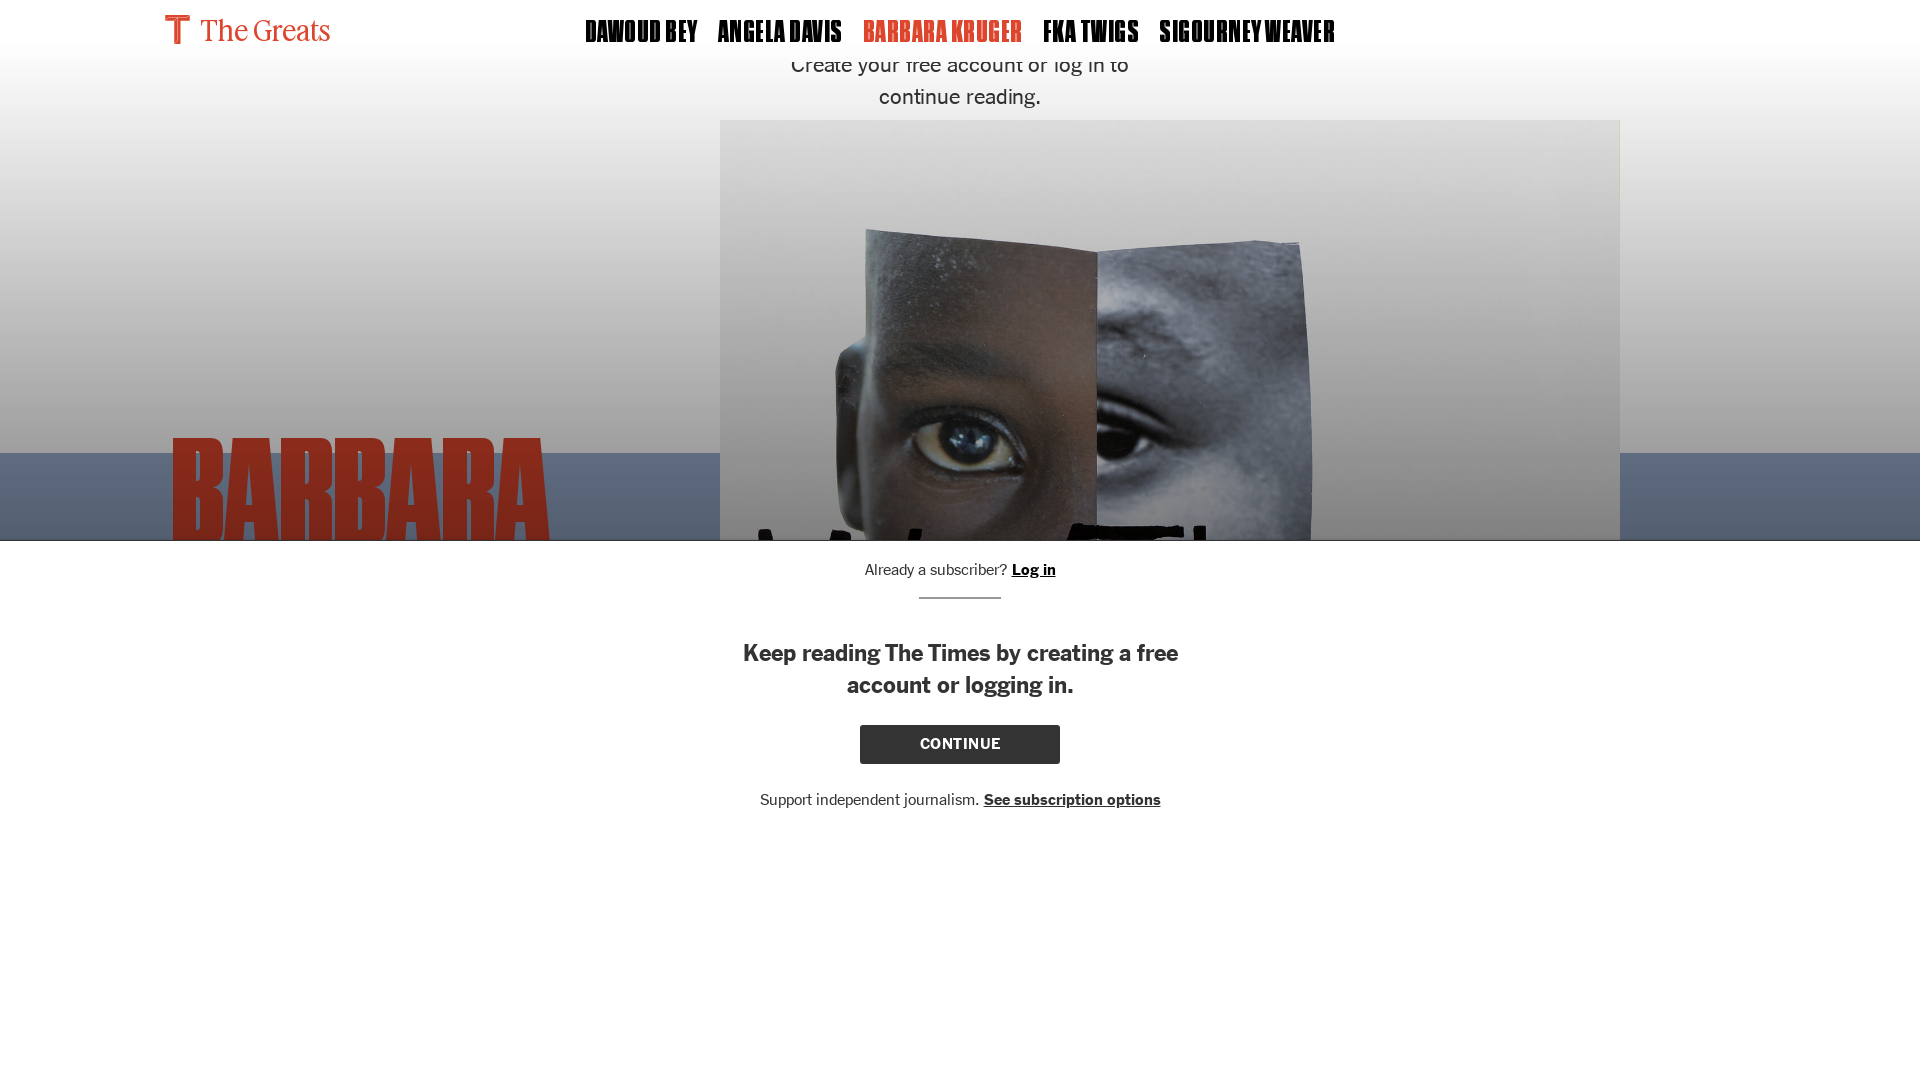 The Greats
DAWOUD BEY
ANGELA DAVIS
BARBARA KRUGER
FKA TWIGS
SIGOURNEY WEAVER
Create your free account or log in to
continue reading.
BARBARA
Already a subscriber? Log in
Keep reading The Times by creating a free
account or logging in.
CONTINUE
Support independent journalism. See subscription options